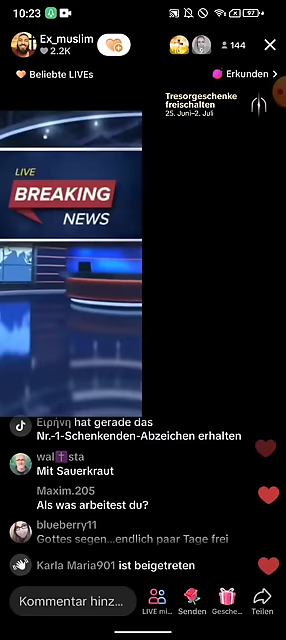 10:23
97
Ex_muslim
2.2K
144
Beliebte LIVEs
Erkunden
Tresorgeschenke
freischalten
25. Juni–2. Juli
LIVE
BREAKING
NEWS
Ειρήνη hat gerade das
Nr.-1-Schenkenden-Abzeichen erhalten
wal✝️sta
Mit Sauerkraut
Maxim.205
Als was arbeitest du?
blueberry11
Gottes segen...endlich paar Tage frei
Karla Maria901 ist beigetreten
Kommentar hinz...
LIVE mi... Senden Gesche... Teilen